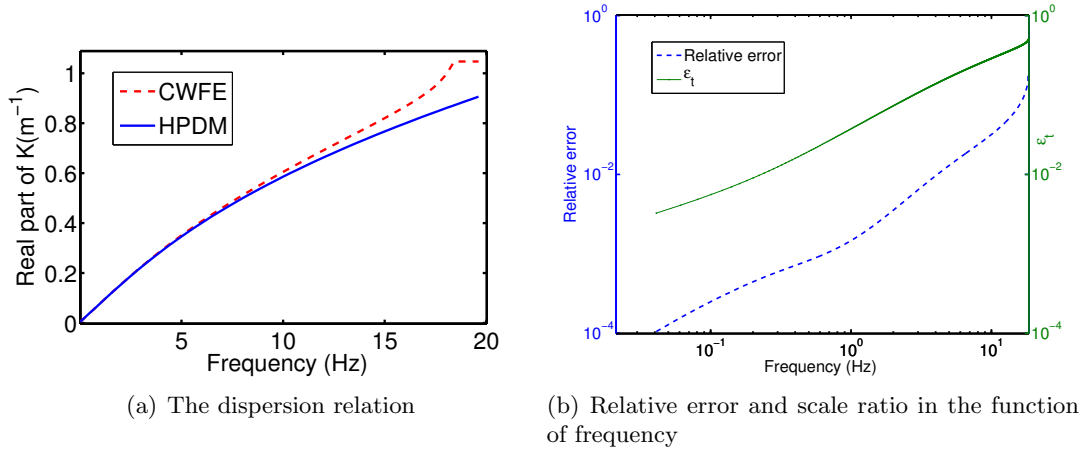 CWFE
HPDM
Real part of K(m⁻¹)
1
0.8
0.6
0.4
0.2
0
5
10
15
20
Frequency (Hz)
(a) The dispersion relation
Relative error
ε_t
Relative error
10⁰
10⁻²
10⁻⁴
10⁻¹
10⁰
10¹
Frequency (Hz)
10⁰
10⁻²
10⁻⁴
ε_t
(b) Relative error and scale ratio in the function
of frequency